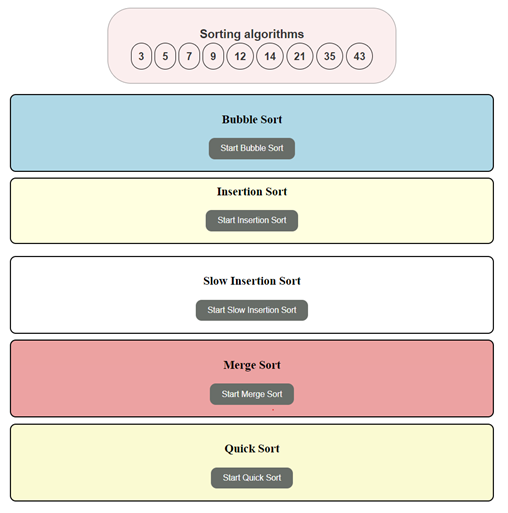 Sorting algorithms
3 5 7 9 12 14 21 35 43
Bubble Sort
Start Bubble Sort
Insertion Sort
Start Insertion Sort
Slow Insertion Sort
Start Slow Insertion Sort
Merge Sort
Start Merge Sort
Quick Sort
Start Quick Sort